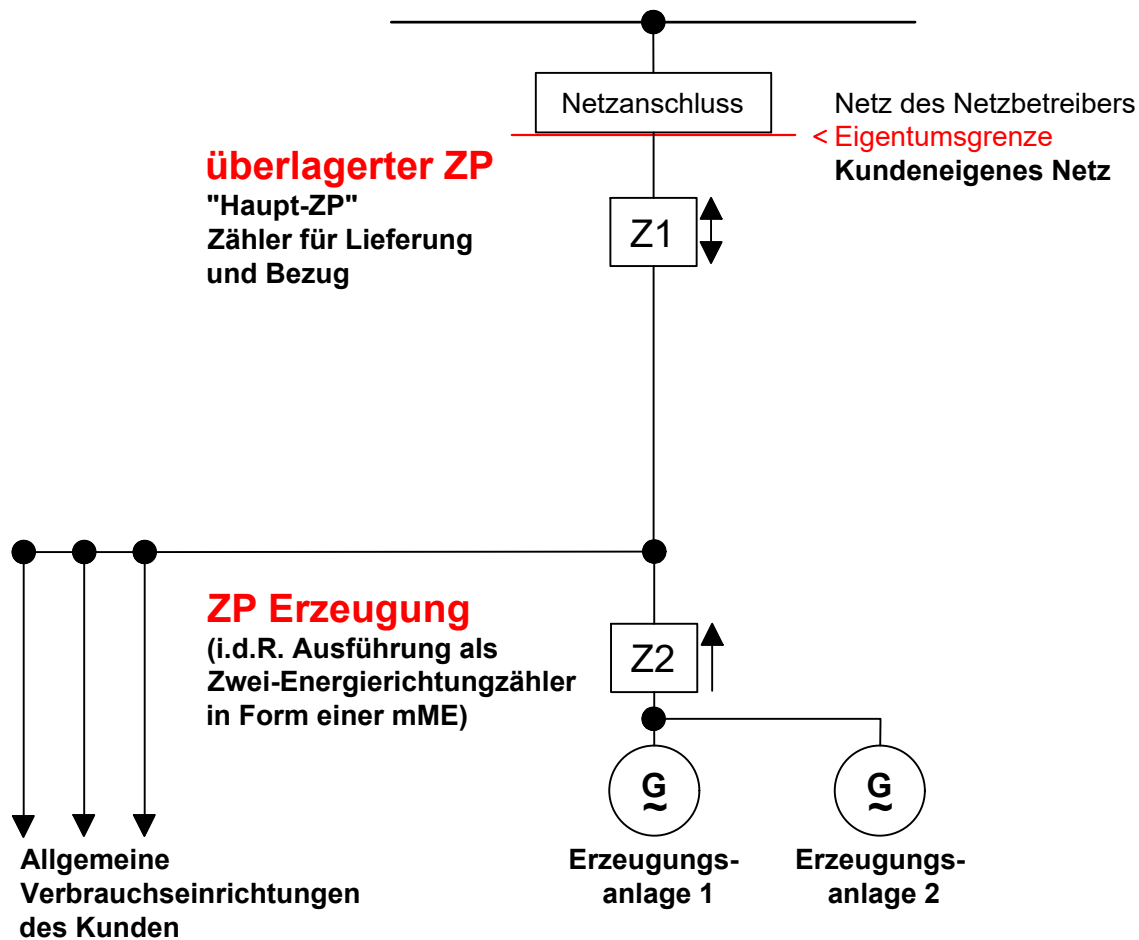 Netzanschluss
Netz des Netzbetreibers
< Eigentumsgrenze
Kundeneigenes Netz
überlagerter ZP
"Haupt-ZP"
Zähler für Lieferung
und Bezug
Z1
ZP Erzeugung
(i.d.R. Ausführung als
Zwei-Energierichtungzähler
in Form einer mME)
Z2
G
~
G
~
Allgemeine
Verbrauchseinrichtungen
des Kunden
Erzeugungs-
anlage 1
Erzeugungs-
anlage 2